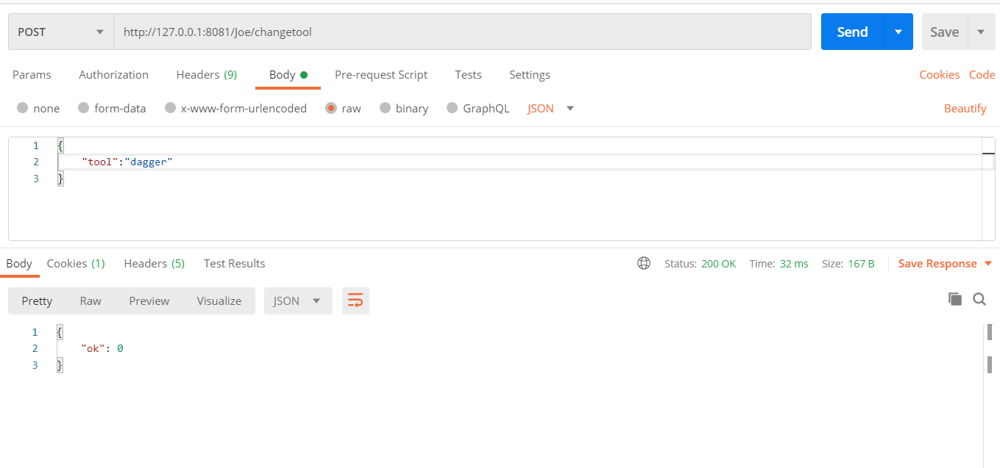 POST http://127.0.0.1:8081/Joe/changetool Send Save
Params Authorization Headers (9) Body Pre-request Script Tests Settings Cookies Code
none form-data x-www-form-urlencoded raw binary GraphQL JSON Beautify
1 {
2 "tool":"dagger"
3 }
Body Cookies (1) Headers (5) Test Results Status: 200 OK Time: 32 ms Size: 167 B Save Response
Pretty Raw Preview Visualize JSON
1 {
2 "ok": 0
3 }